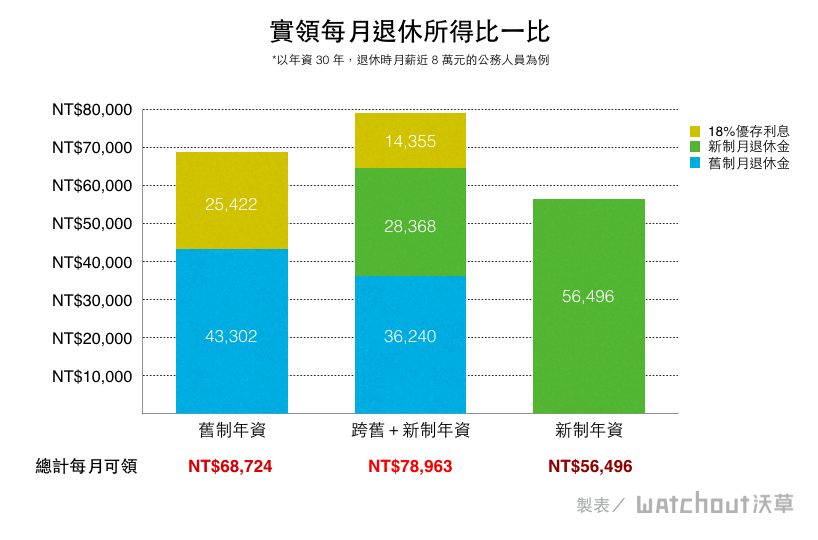 實領每月退休所得比一比
*以年資 30 年，退休時月薪近 8 萬元的公務人員為例
NT$80,000
NT$70,000
NT$60,000
NT$50,000
NT$40,000
NT$30,000
NT$20,000
NT$10,000
25,422
43,302
14,355
28,368
36,240
56,496
18%優存利息
新制月退休金
舊制月退休金
舊制年資 跨舊＋新制年資 新制年資
總計每月可領 NT$68,724 NT$78,963 NT$56,496
製表／ watchout沃草